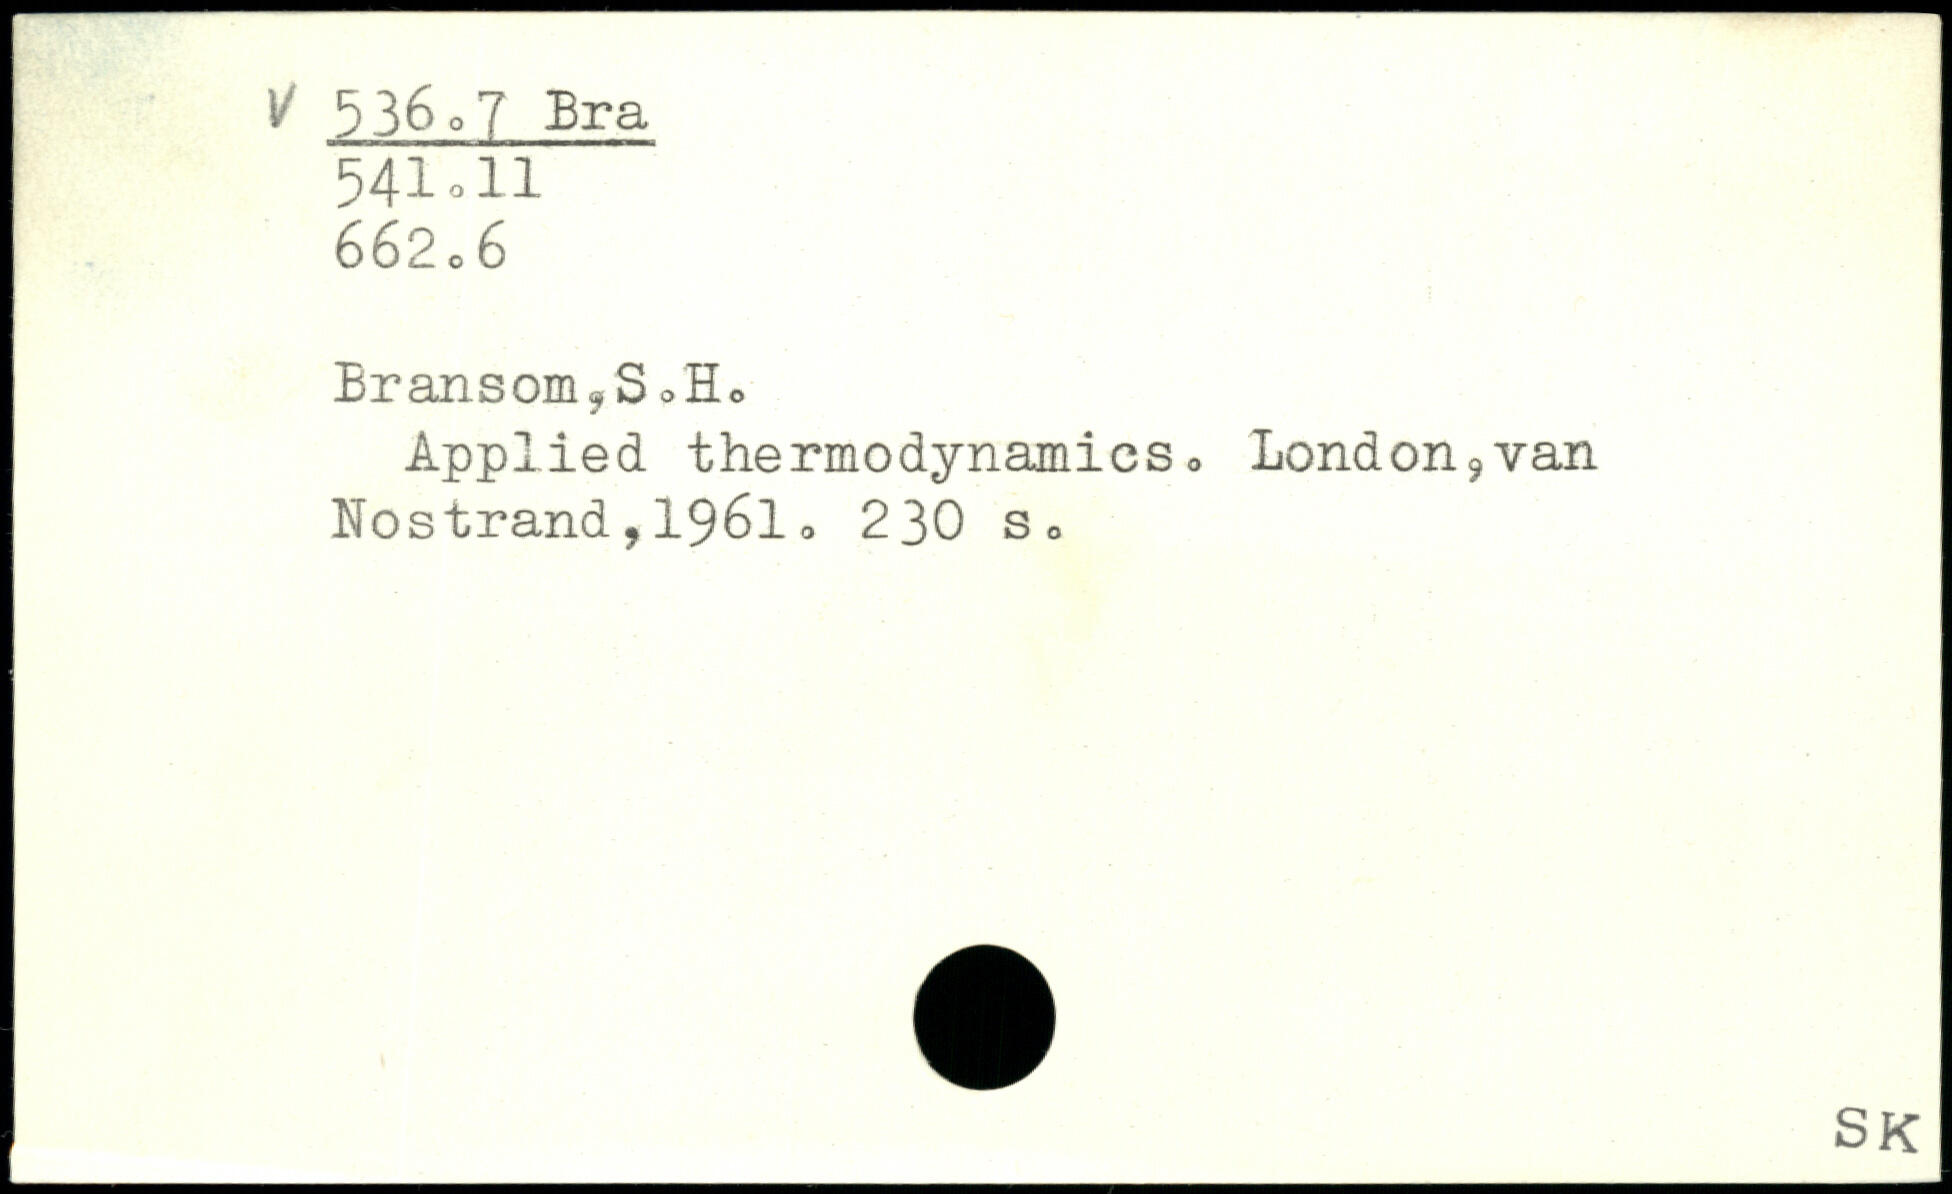 V 536.7 Bra
541.11
662.6
Bransom,S.H.
Applied thermodynamics. London,van
Nostrand,1961. 230 s.
SK